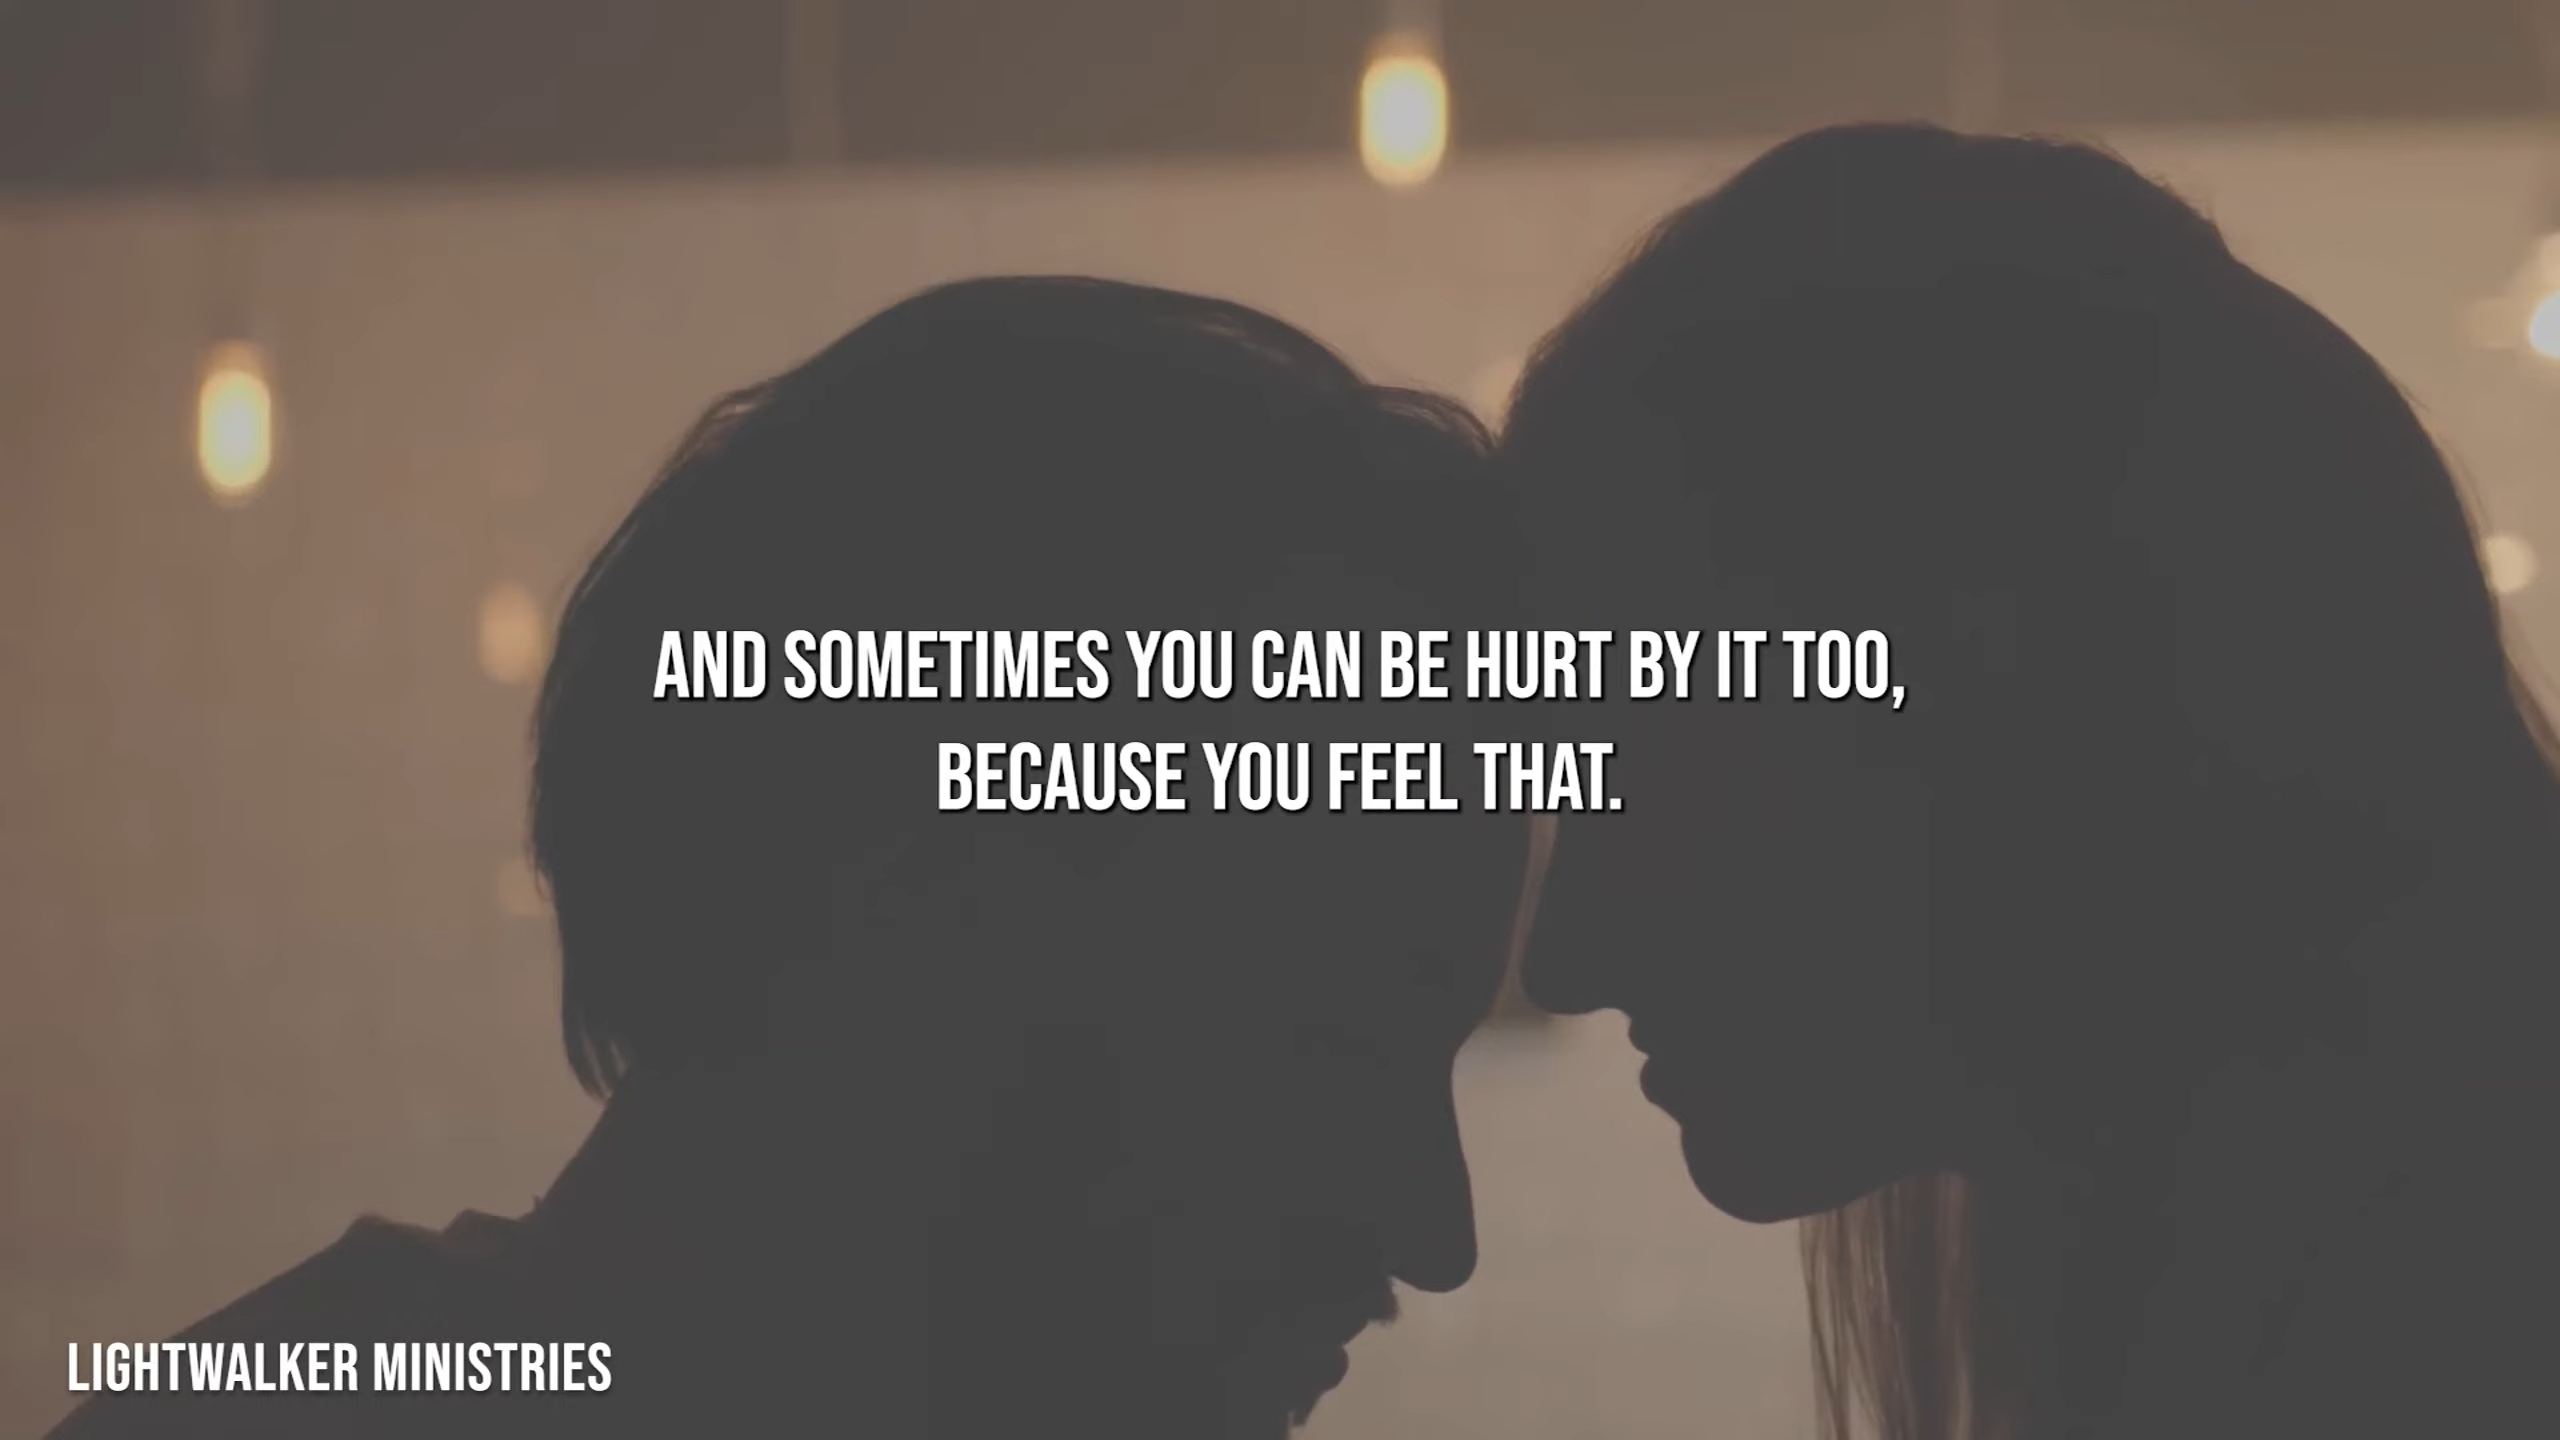 AND SOMETIMES YOU CAN BE HURT BY IT TOO,
BECAUSE YOU FEEL THAT.
LIGHTWALKER MINISTRIES